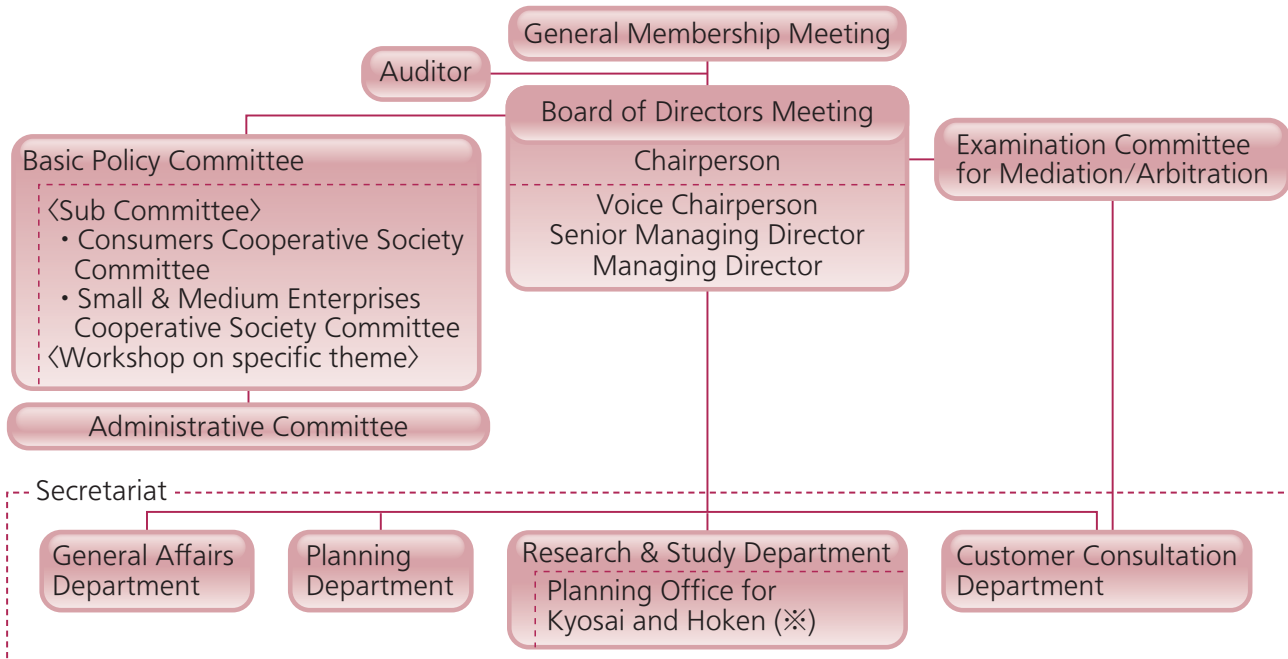 General Membership Meeting
Auditor
Board of Directors Meeting
Chairperson
Voice Chairperson
Senior Managing Director
Managing Director
Basic Policy Committee
〈Sub Committee〉
・Consumers Cooperative Society
Committee
・Small & Medium Enterprises
Cooperative Society Committee
〈Workshop on specific theme〉
Examination Committee
for Mediation/Arbitration
Administrative Committee
Secretariat
General Affairs
Department
Planning
Department
Research & Study Department
Planning Office for
Kyosai and Hoken (※)
Customer Consultation
Department